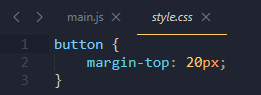 main.js style.css
1 button {
2     margin-top: 20px;
3 }